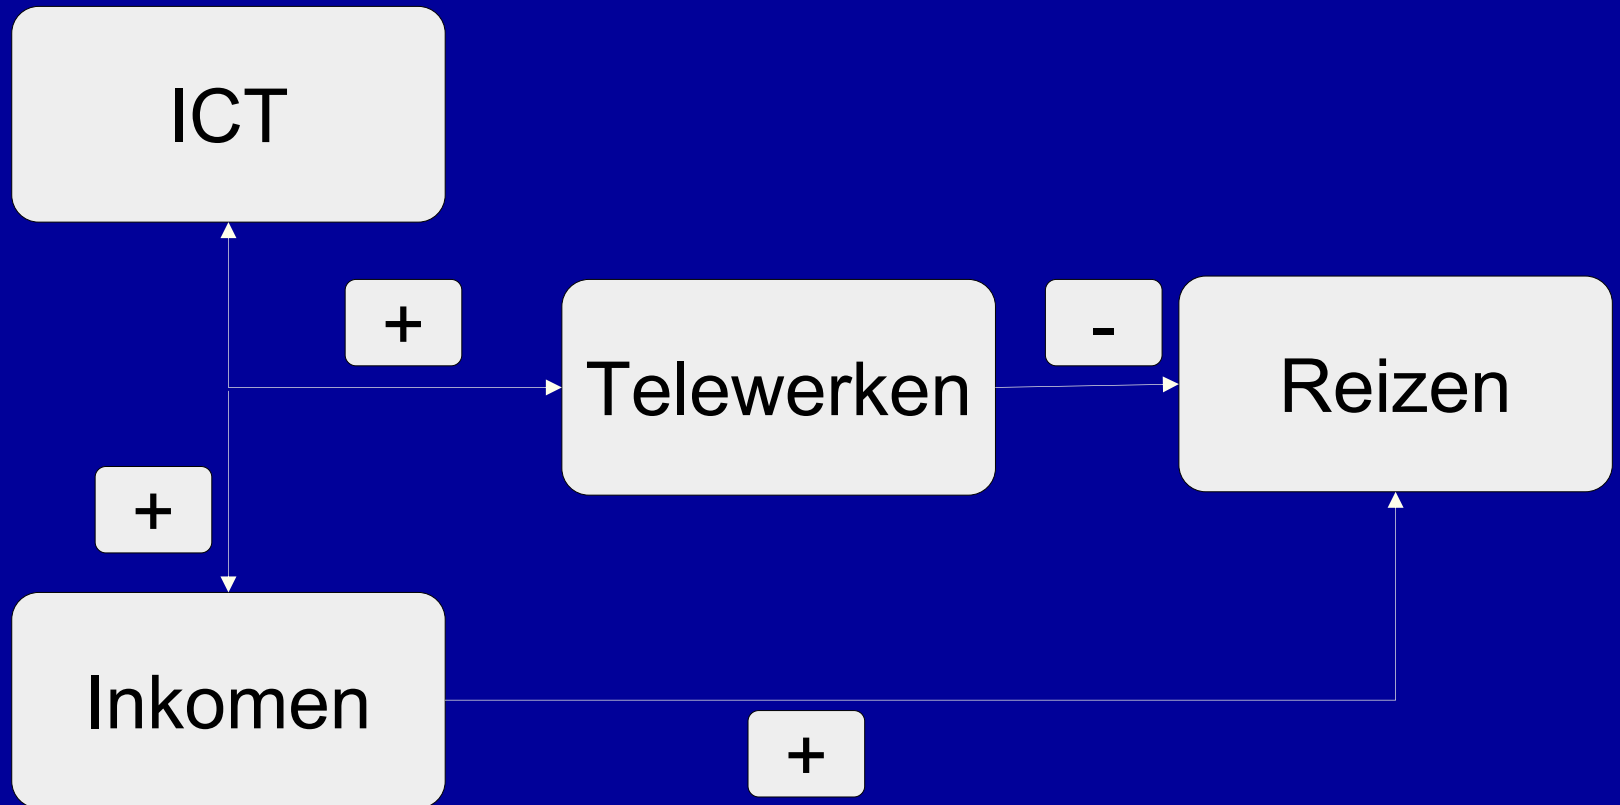 ICT
+
Telewerken
-
Reizen
+
Inkomen
+